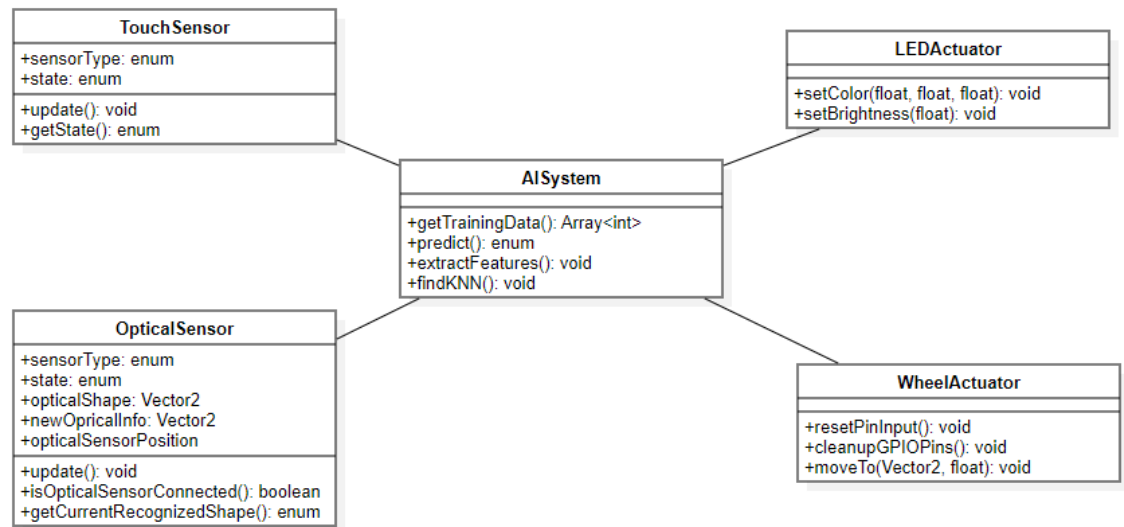 TouchSensor
+sensorType: enum
+state: enum
+update(): void
+getState(): enum
LEDActuator
+setColor(float, float, float): void
+setBrightness(float): void
AISystem
+getTrainingData(): Array<int>
+predict(): enum
+extractFeatures(): void
+findKNN(): void
OpticalSensor
+sensorType: enum
+state: enum
+opticalShape: Vector2
+newOpricalInfo: Vector2
+opticalSensorPosition
+update(): void
+isOpticalSensorConnected(): boolean
+getCurrentRecognizedShape(): enum
WheelActuator
+resetPinInput(): void
+cleanupGPIOPins(): void
+moveTo(Vector2, float): void